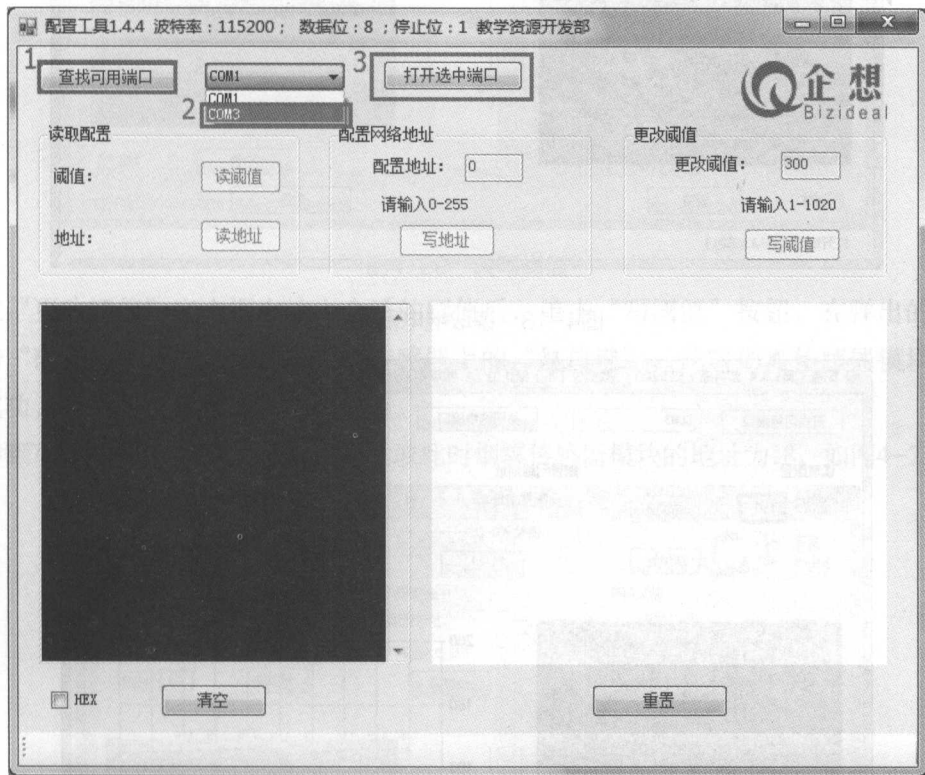 配置工具1.4.4 波特率：115200； 数据位：8 ；停止位：1 教学资源开发部
1 查找可用端口 COM1 3 打开选中端口
COM1
2 COM3
企想
Bizideal
读取配置 配置网络地址 更改阈值
阈值： 读阈值 配置地址： 0 更改阈值： 300
请输入0-255 请输入1-1020
地址： 读地址 写地址 写阈值
HEX 清空 重置